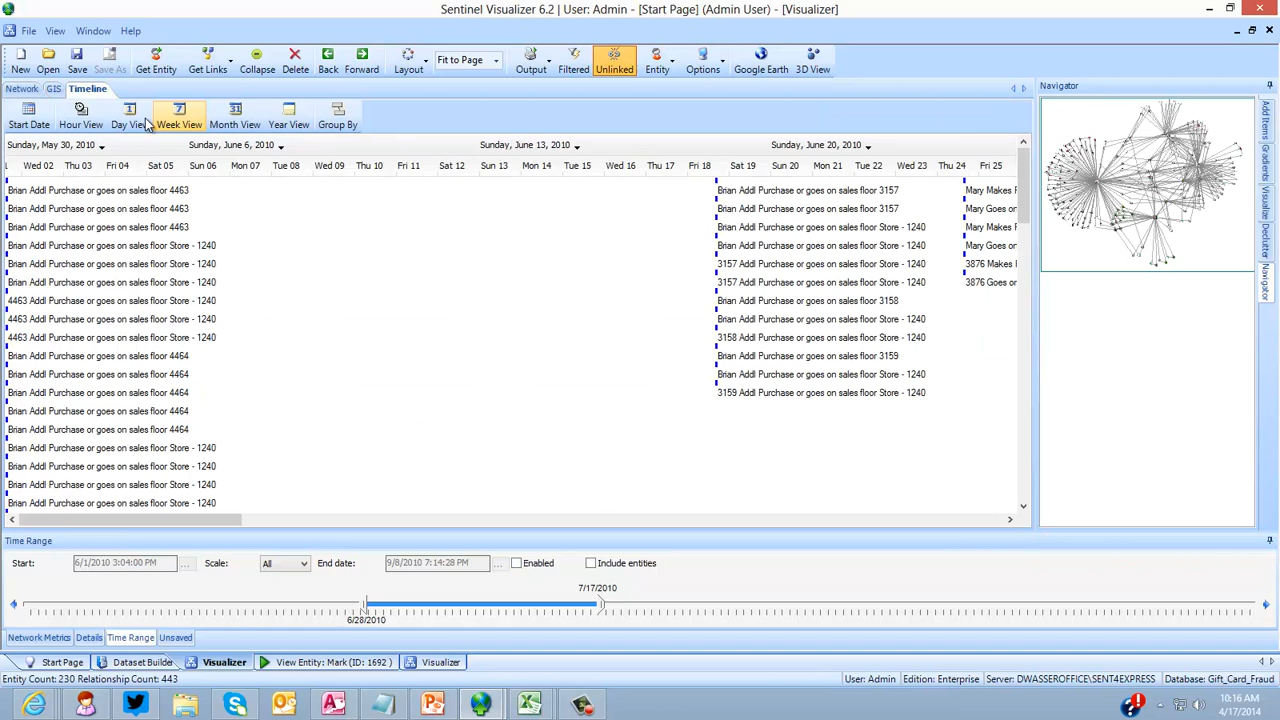 Sentinel Visualizer 6.2 | User: Admin - [Start Page] (Admin User) - [Visualizer]
File View Window Help
New Open Save Save As Get Entity Get Links Collapse Delete Back Forward Layout Fit to Page Output Filtered Unlinked Entity Options Google Earth 3D View
Network GIS Timeline
Start Date Hour View Day View Week View Month View Year View Group By
Sunday, May 30, 2010 Sunday, June 6, 2010 Sunday, June 13, 2010 Sunday, June 20, 2010
Wed 02 Thu 03 Fri 04 Sat 05 Sun 06 Mon 07 Tue 08 Wed 09 Thu 10 Fri 11 Sat 12 Sun 13 Mon 14 Tue 15 Wed 16 Thu 17 Fri 18 Sat 19 Sun 20 Mon 21 Tue 22 Wed 23 Thu 24 Fri 25
Brian Addl Purchase or goes on sales floor 4463 Brian Addl Purchase or goes on sales floor 3157 Mary Makes
Brian Addl Purchase or goes on sales floor 4463 Brian Addl Purchase or goes on sales floor 3157 Mary Goes on
Brian Addl Purchase or goes on sales floor 4463 Brian Addl Purchase or goes on sales floor Store - 1240 Mary Makes
Brian Addl Purchase or goes on sales floor Store - 1240 Brian Addl Purchase or goes on sales floor Store - 1240 Mary Goes on
Brian Addl Purchase or goes on sales floor Store - 1240 3157 Addl Purchase or goes on sales floor Store - 1240 3876 Makes
Brian Addl Purchase or goes on sales floor Store - 1240 3157 Addl Purchase or goes on sales floor Store - 1240 3876 Goes on
4463 Addl Purchase or goes on sales floor Store - 1240 Brian Addl Purchase or goes on sales floor 3158
4463 Addl Purchase or goes on sales floor Store - 1240 Brian Addl Purchase or goes on sales floor Store - 1240
4463 Addl Purchase or goes on sales floor Store - 1240 3158 Addl Purchase or goes on sales floor Store - 1240
Brian Addl Purchase or goes on sales floor 4464 Brian Addl Purchase or goes on sales floor 3159
Brian Addl Purchase or goes on sales floor 4464 Brian Addl Purchase or goes on sales floor Store - 1240
Brian Addl Purchase or goes on sales floor 4464 3159 Addl Purchase or goes on sales floor Store - 1240
Brian Addl Purchase or goes on sales floor 4464
Brian Addl Purchase or goes on sales floor 4464
Brian Addl Purchase or goes on sales floor Store - 1240
Brian Addl Purchase or goes on sales floor Store - 1240
Brian Addl Purchase or goes on sales floor Store - 1240
Brian Addl Purchase or goes on sales floor Store - 1240
Navigator
Add Items
Gradients
Visualize
Declutter
Navigator
Time Range
Start: 6/1/2010 3:04:00 PM ... Scale: All End date: 9/8/2010 7:14:28 PM ... Enabled Include entities
7/17/2010
6/28/2010
Network Metrics Details Time Range Unsaved
Start Page Dataset Builder Visualizer View Entity: Mark (ID: 1692 ) Visualizer
Entity Count: 230 Relationship Count: 443 User: Admin Edition: Enterprise Server: DWASSEROFFICE\SENT4EXPRESS Database: Gift_Card_Fraud
10:16 AM
4/17/2014